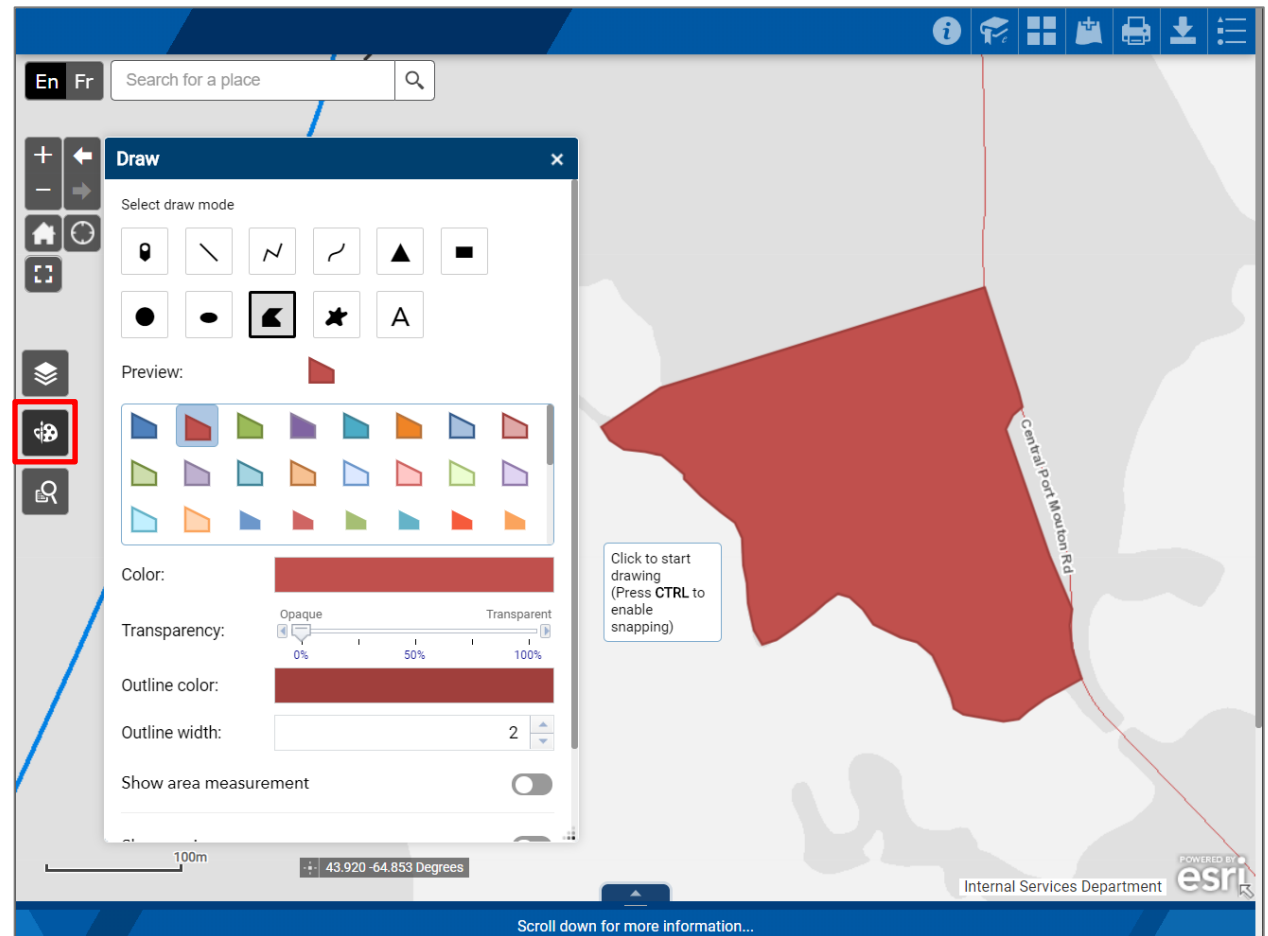 En Fr
Search for a place
Draw
Select draw mode
A
Preview:
Color:
Transparency:
Opaque
Transparent
0%
50%
100%
Outline color:
Outline width:
2
Show area measurement
Click to start
drawing
(Press CTRL to
enable
snapping)
Central Port Mouton Rd
100m
43.920 -64.853 Degrees
Internal Services Department
POWERED BY
esri
Scroll down for more information...